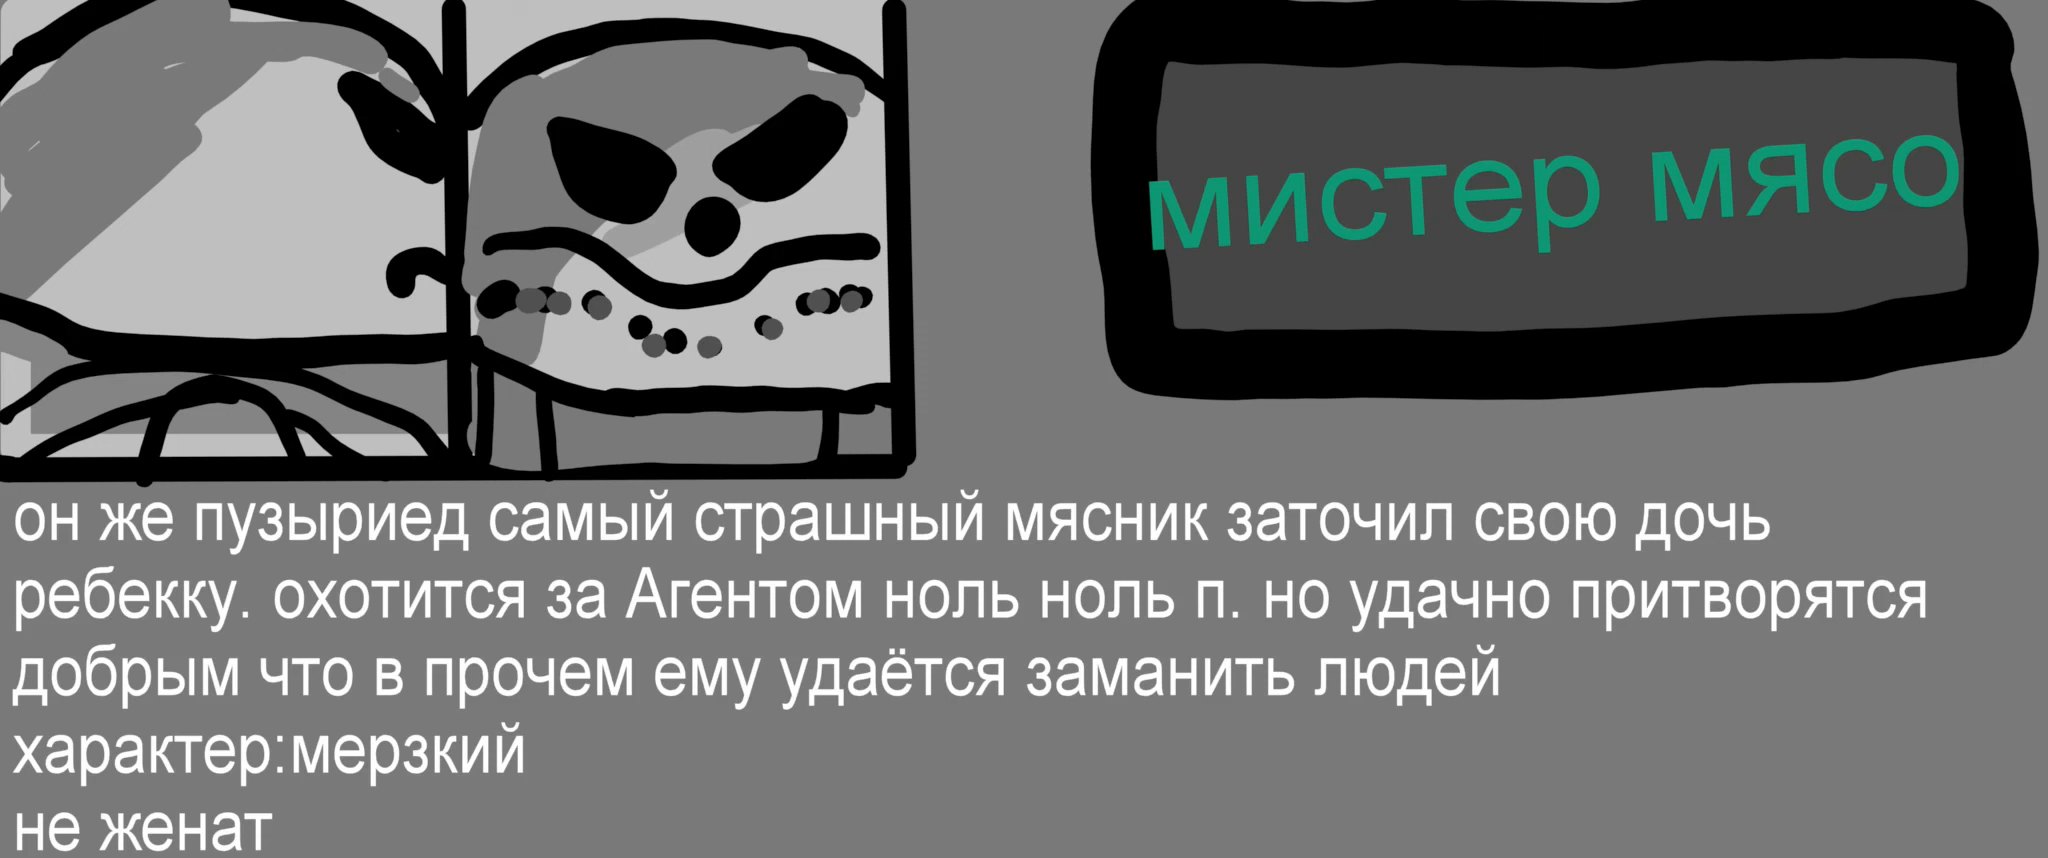 мистер мясо
он же пузыриед самый страшный мясник заточил свою дочь
ребекку. охотится за Агентом ноль ноль п. но удачно притворятся
добрым что в прочем ему удаётся заманить людей
характер:мерзкий
не женат